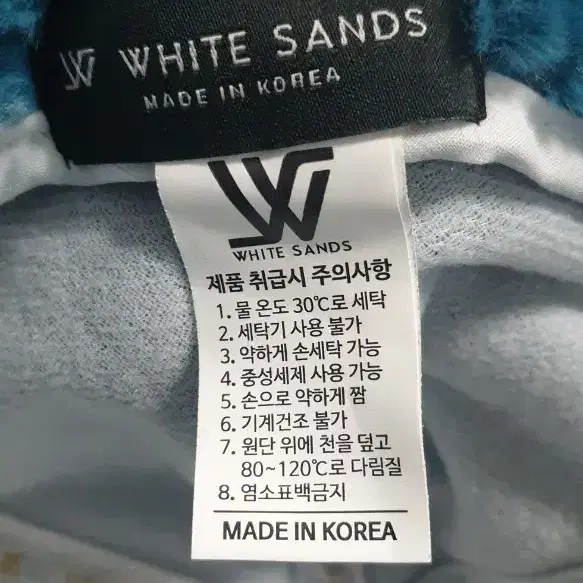 WHITE SANDS
MADE IN KOREA
WHITE SANDS
제품 취급시 주의사항
1. 물 온도 30℃로 세탁
2. 세탁기 사용 불가
3. 약하게 손세탁 가능
4. 중성세제 사용 가능
5. 손으로 약하게 짬
6. 기계건조 불가
7. 원단 위에 천을 덮고
80~120℃로 다림질
8. 염소표백금지
MADE IN KOREA